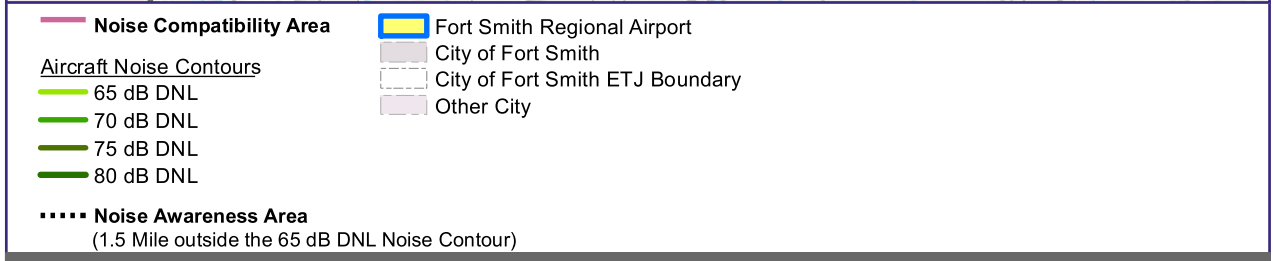 Noise Compatibility Area
Aircraft Noise Contours
65 dB DNL
70 dB DNL
75 dB DNL
80 dB DNL
Noise Awareness Area
(1.5 Mile outside the 65 dB DNL Noise Contour)
Fort Smith Regional Airport
City of Fort Smith
City of Fort Smith ETJ Boundary
Other City